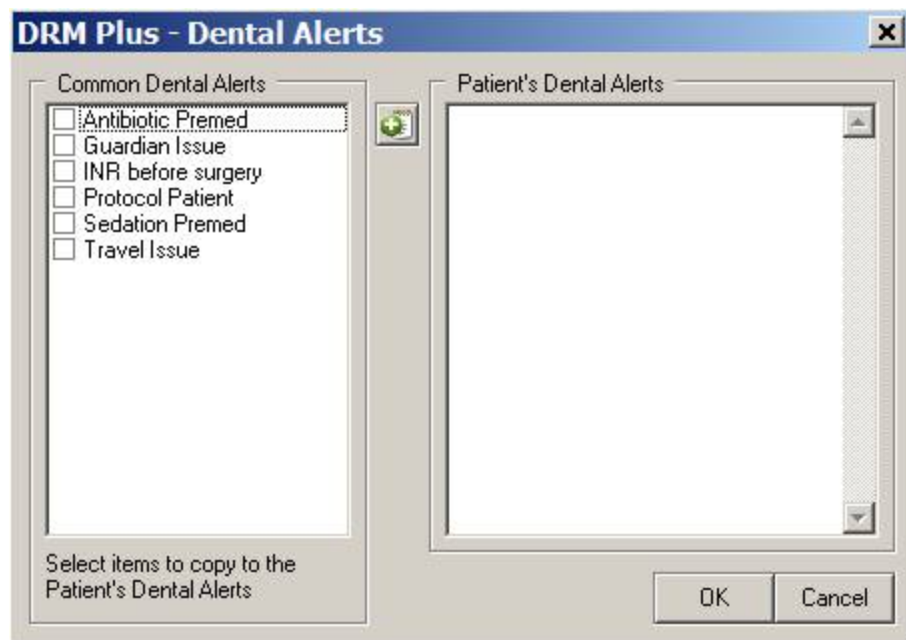 DRM Plus - Dental Alerts
Common Dental Alerts
Antibiotic Premed
Guardian Issue
INR before surgery
Protocol Patient
Sedation Premed
Travel Issue
Select items to copy to the
Patient's Dental Alerts
Patient's Dental Alerts
OK
Cancel